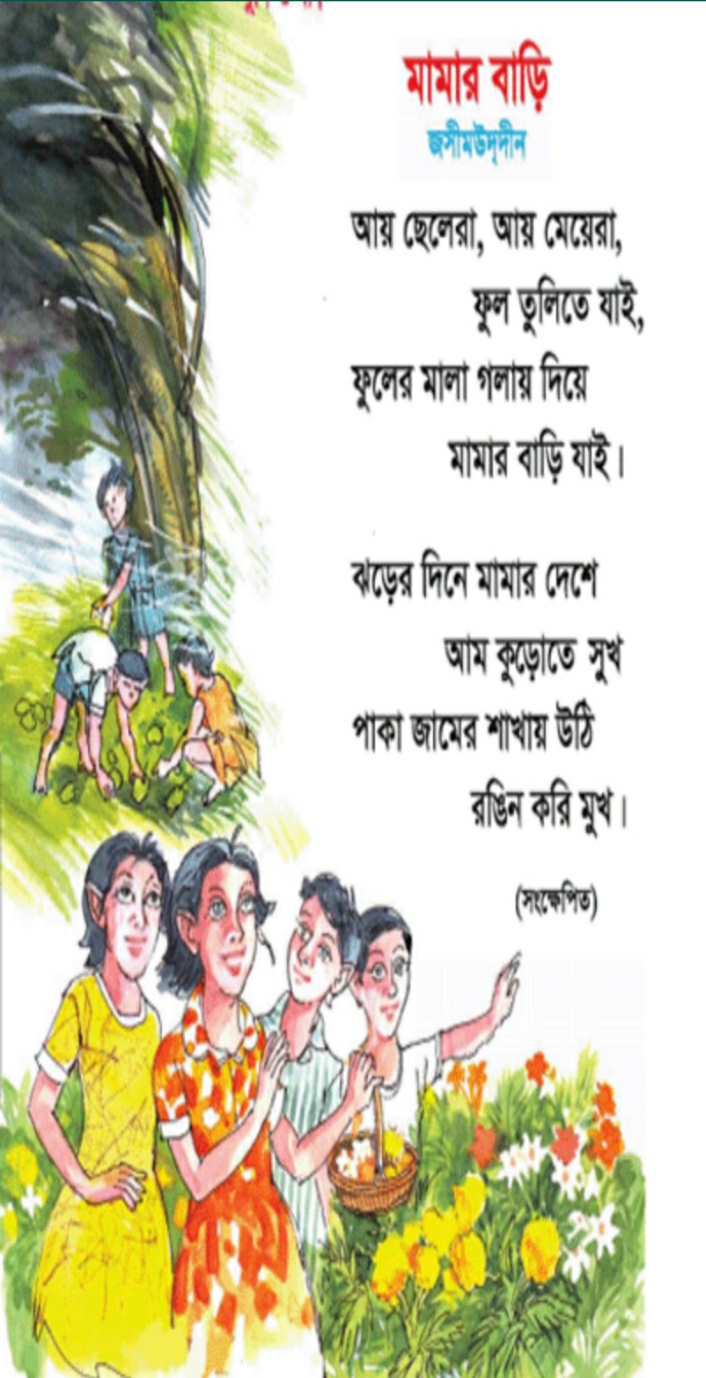 মামার বাড়ি
জসীমউদ্‌দীন
আয় ছেলেরা, আয় মেয়েরা,
ফুল তুলিতে যাই,
ফুলের মালা গলায় দিয়ে
মামার বাড়ি যাই।
ঝড়ের দিনে মামার দেশে
আম কুড়োতে সুখ
পাকা জামের শাখায় উঠি
রঙিন করি মুখ।
(সংক্ষেপিত)